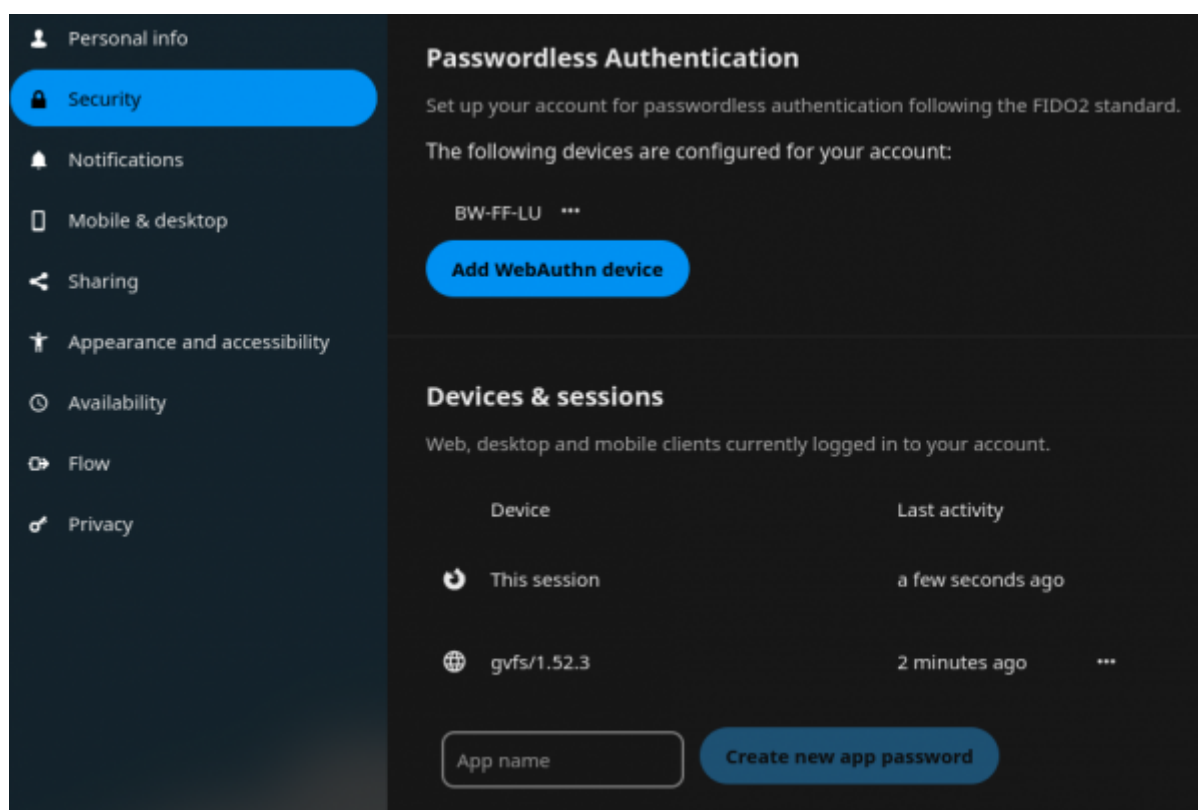 Personal info
Security
Notifications
Mobile & desktop
Sharing
Appearance and accessibility
Availability
Flow
Privacy
Passwordless Authentication
Set up your account for passwordless authentication following the FIDO2 standard.
The following devices are configured for your account:
BW-FF-LU
Add WebAuthn device
Devices & sessions
Web, desktop and mobile clients currently logged in to your account.
Device Last activity
This session a few seconds ago
gvfs/1.52.3 2 minutes ago
App name Create new app password